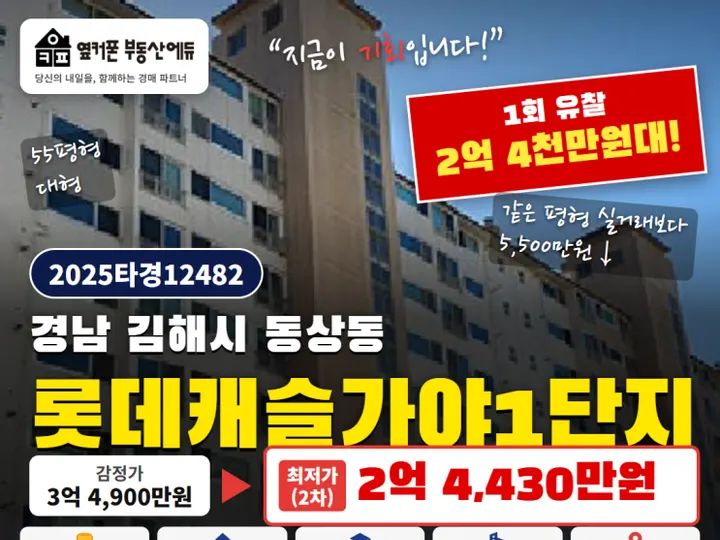 옆커폰 부동산에듀
당신의 내일을, 함께하는 경매 파트너
“지금이 기회입니다!”
1회 유찰
2억 4천만원대!
55평형
대형
같은 평형 실거래보다
5,500만원 ↓
2025타경12482
경남 김해시 동상동
롯데캐슬가야1단지
감정가
3억 4,900만원
최저가
(2차)
2억 4,430만원